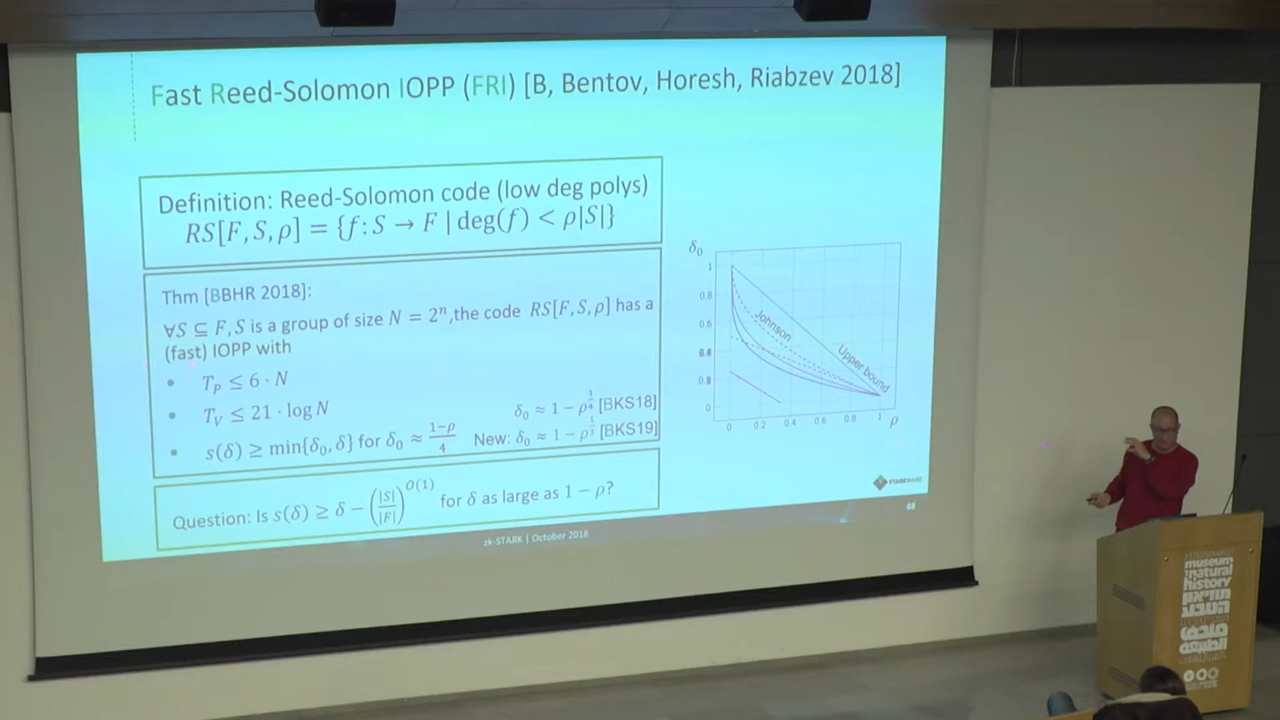 Fast Reed-Solomon IOPP (FRI) [B, Bentov, Horesh, Riabzev 2018]
Definition: Reed-Solomon code (low deg polys)
RS[F, S, ρ] = {f: S → F | deg(f) < ρ|S|}
Thm [BBHR 2018]:
∀S ⊆ F, S is a group of size N = 2ⁿ,the code RS[F, S, ρ] has a
(fast) IOPP with
• T_P ≤ 6 · N
• T_V ≤ 21 · log N
δ₀ ≈ 1 − ρ^(1/4) [BKS18]
• s(δ) ≥ min{δ₀, δ} for δ₀ ≈ (1−ρ)/4
New: δ₀ ≈ 1 − ρ^(1/3) [BKS19]
Question: Is s(δ) ≥ δ − (|S|/|F|)^O(1) for δ as large as 1 − ρ?
δ₀
1
0.8
0.6
0.4
0.2
0
0 0.2 0.4 0.6 0.8 1 ρ
Johnson
Upper bound
STARKWARE
48
zk-STARK | October 2018
museum
natural
history
מוזיאון
הטבע
متحف
الطبيعة